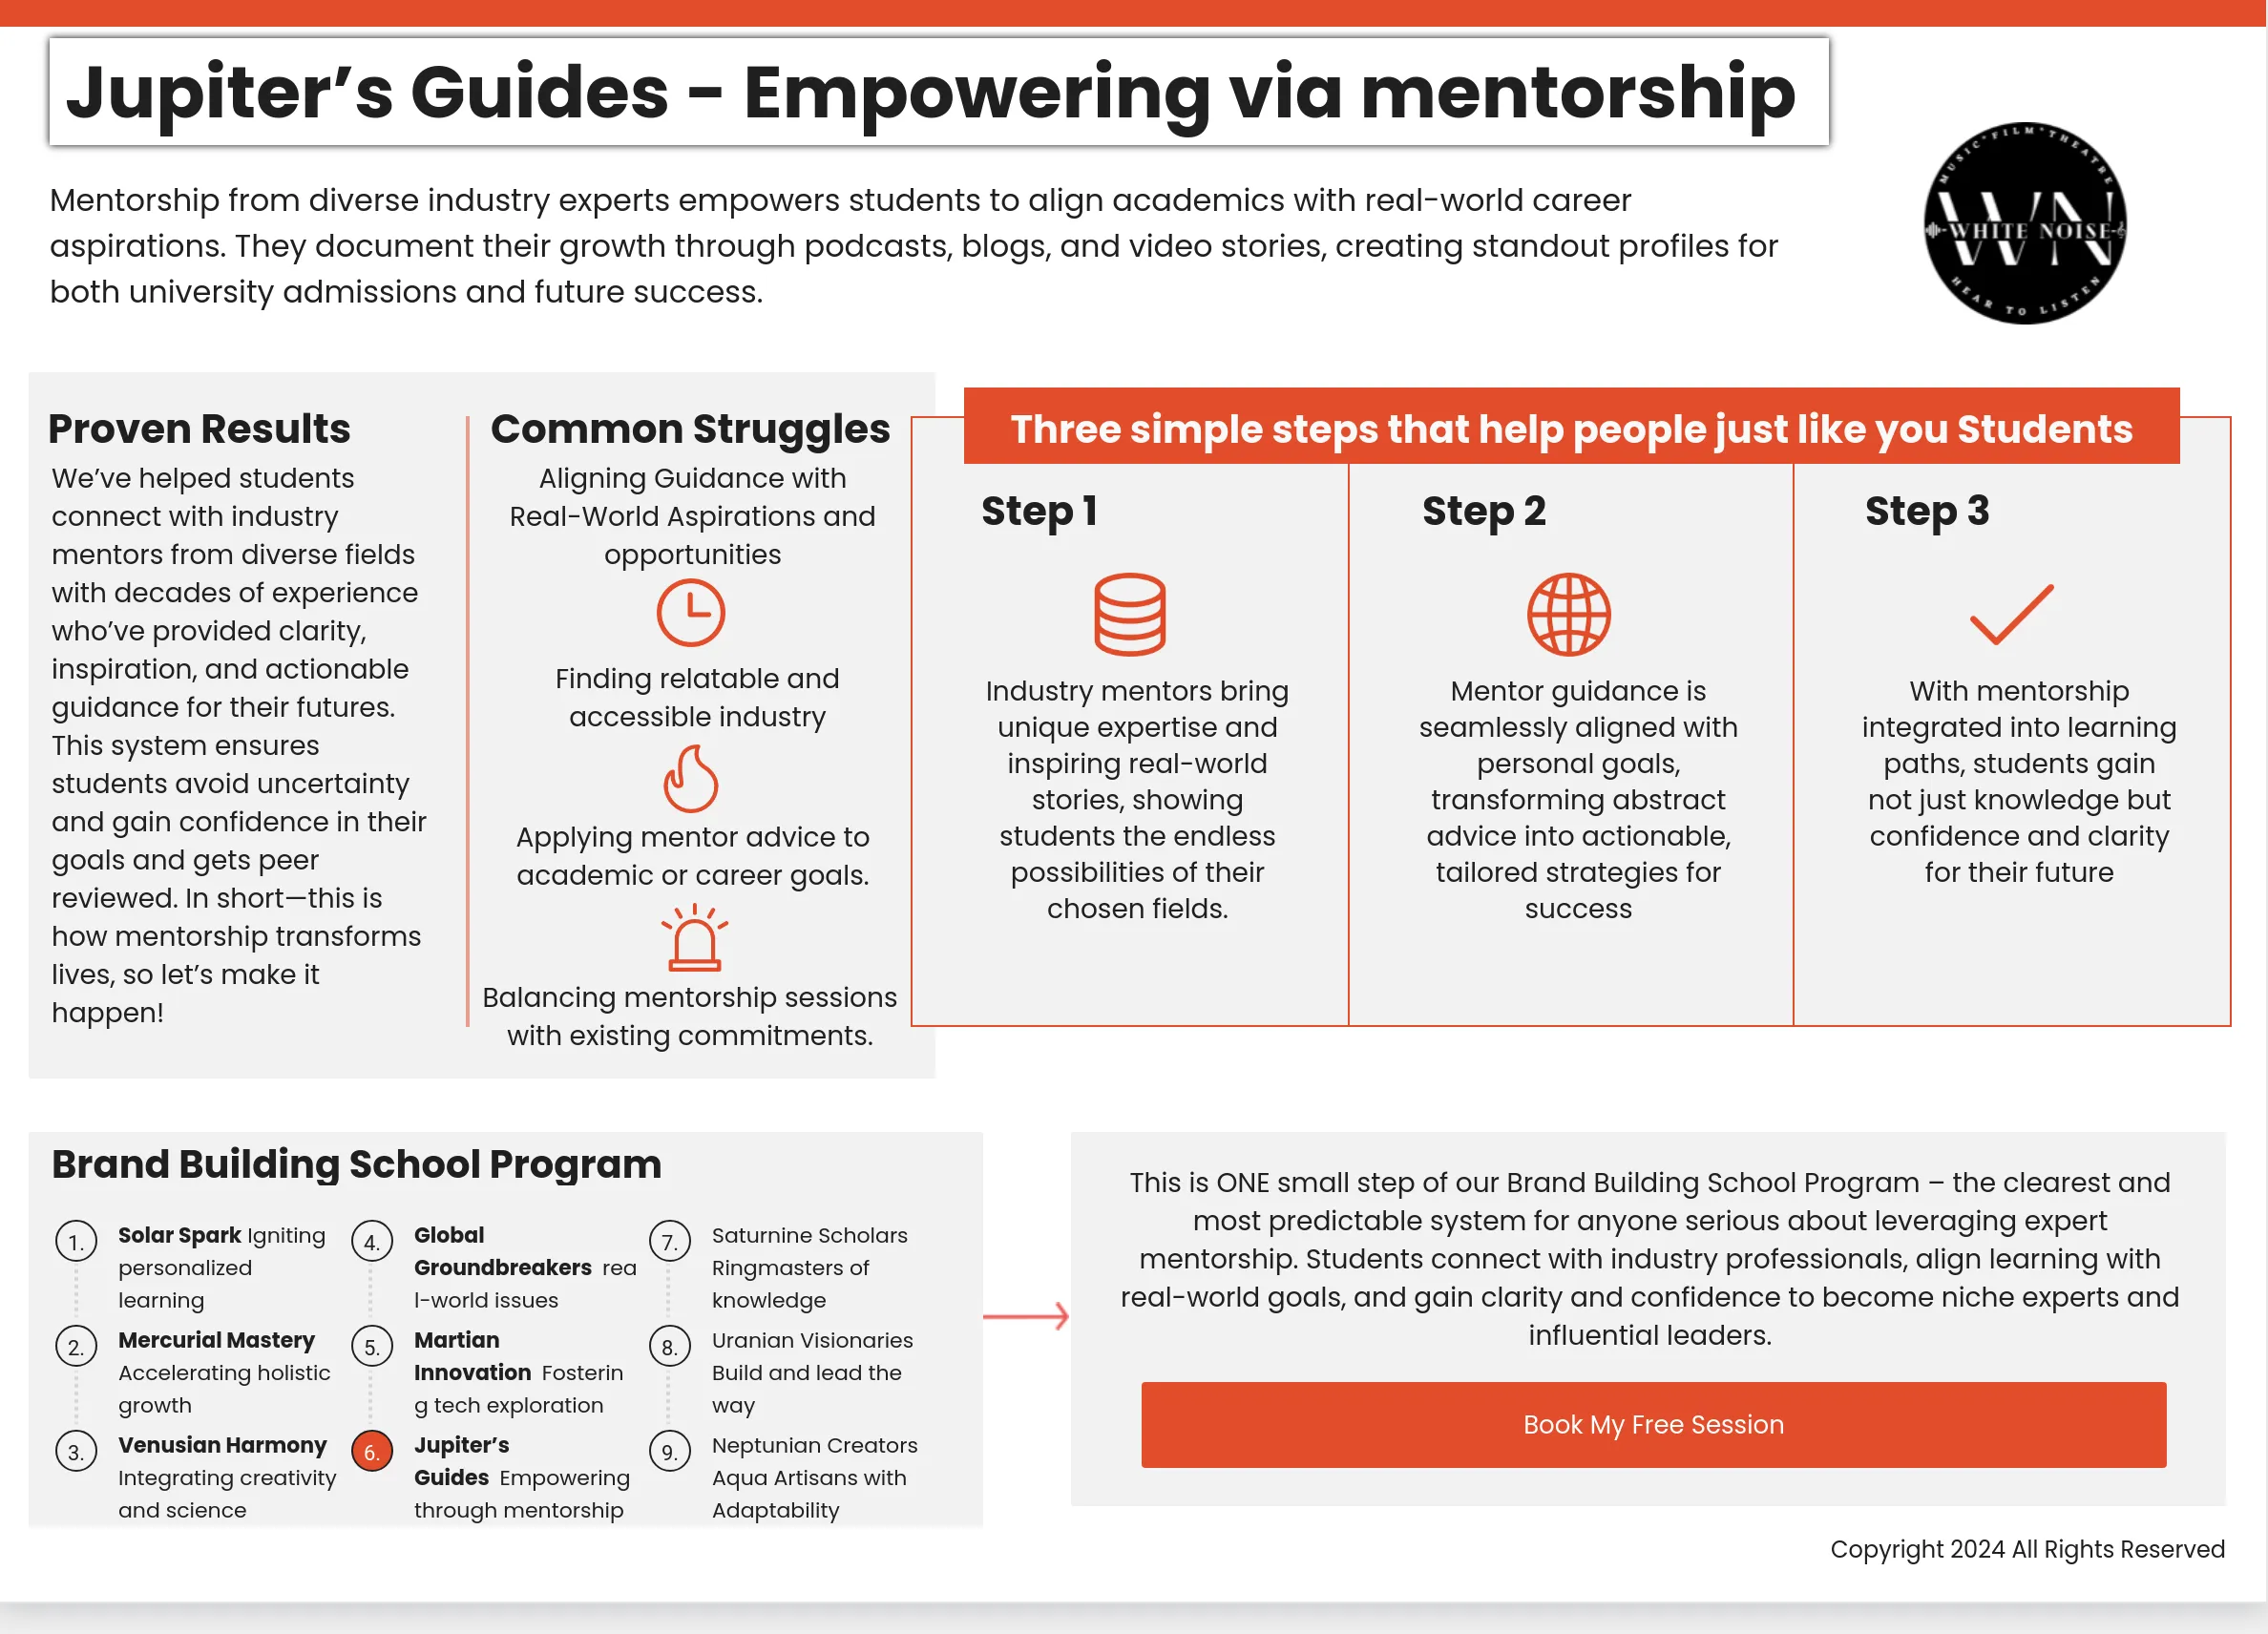 Jupiter’s Guides - Empowering via mentorship
Mentorship from diverse industry experts empowers students to align academics with real-world career
aspirations. They document their growth through podcasts, blogs, and video stories, creating standout profiles for
both university admissions and future success.
MUSIC*FILM*THEATRE
WN
WHITE NOISE
HEAR TO LISTEN
Proven Results
We’ve helped students
connect with industry
mentors from diverse fields
with decades of experience
who’ve provided clarity,
inspiration, and actionable
guidance for their futures.
This system ensures
students avoid uncertainty
and gain confidence in their
goals and gets peer
reviewed. In short—this is
how mentorship transforms
lives, so let’s make it
happen!
Common Struggles
Aligning Guidance with
Real-World Aspirations and
opportunities
Finding relatable and
accessible industry
Applying mentor advice to
academic or career goals.
Balancing mentorship sessions
with existing commitments.
Three simple steps that help people just like you Students
Step 1
Industry mentors bring
unique expertise and
inspiring real-world
stories, showing
students the endless
possibilities of their
chosen fields.
Step 2
Mentor guidance is
seamlessly aligned with
personal goals,
transforming abstract
advice into actionable,
tailored strategies for
success
Step 3
With mentorship
integrated into learning
paths, students gain
not just knowledge but
confidence and clarity
for their future
Brand Building School Program
1. Solar Spark Igniting
personalized
learning
2. Mercurial Mastery
Accelerating holistic
growth
3. Venusian Harmony
Integrating creativity
and science
4. Global
Groundbreakers rea
l-world issues
5. Martian
Innovation Fosterin
g tech exploration
6. Jupiter’s
Guides Empowering
through mentorship
7. Saturnine Scholars
Ringmasters of
knowledge
8. Uranian Visionaries
Build and lead the
way
9. Neptunian Creators
Aqua Artisans with
Adaptability
This is ONE small step of our Brand Building School Program – the clearest and
most predictable system for anyone serious about leveraging expert
mentorship. Students connect with industry professionals, align learning with
real-world goals, and gain clarity and confidence to become niche experts and
influential leaders.
Book My Free Session
Copyright 2024 All Rights Reserved